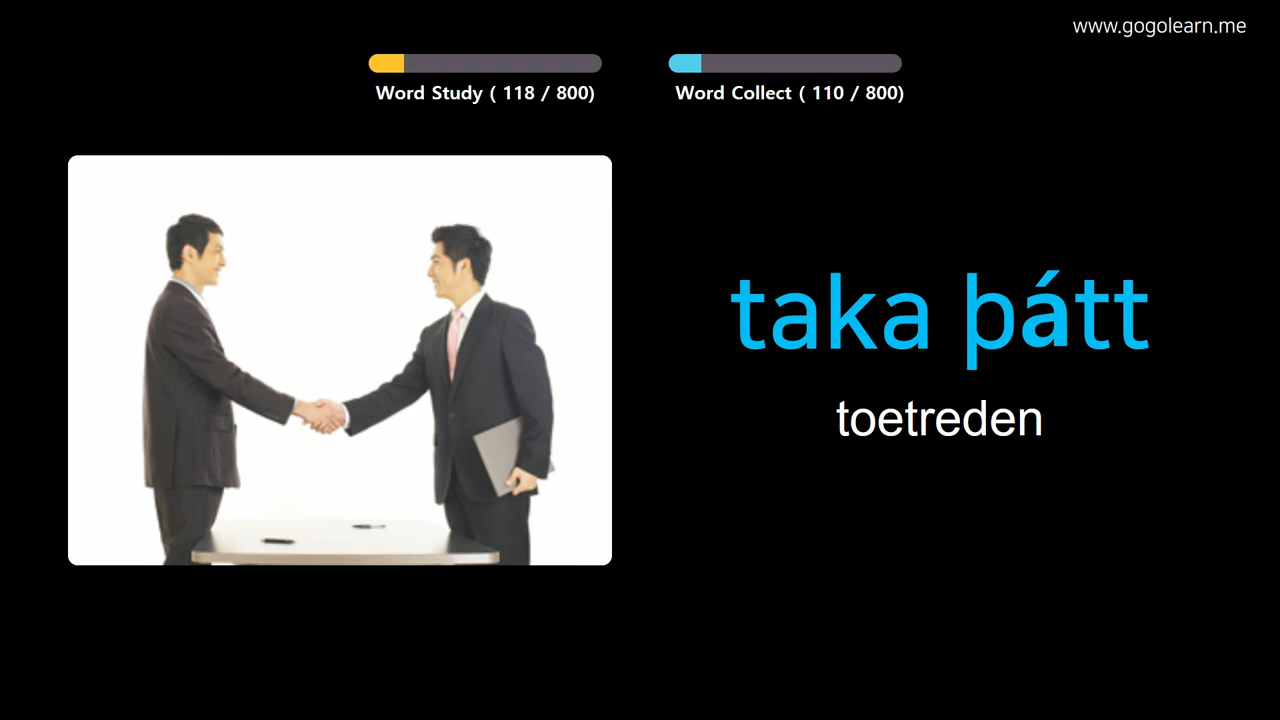 www.gogolearn.me
Word Study ( 118 / 800)
Word Collect ( 110 / 800)
taka þátt
toetreden